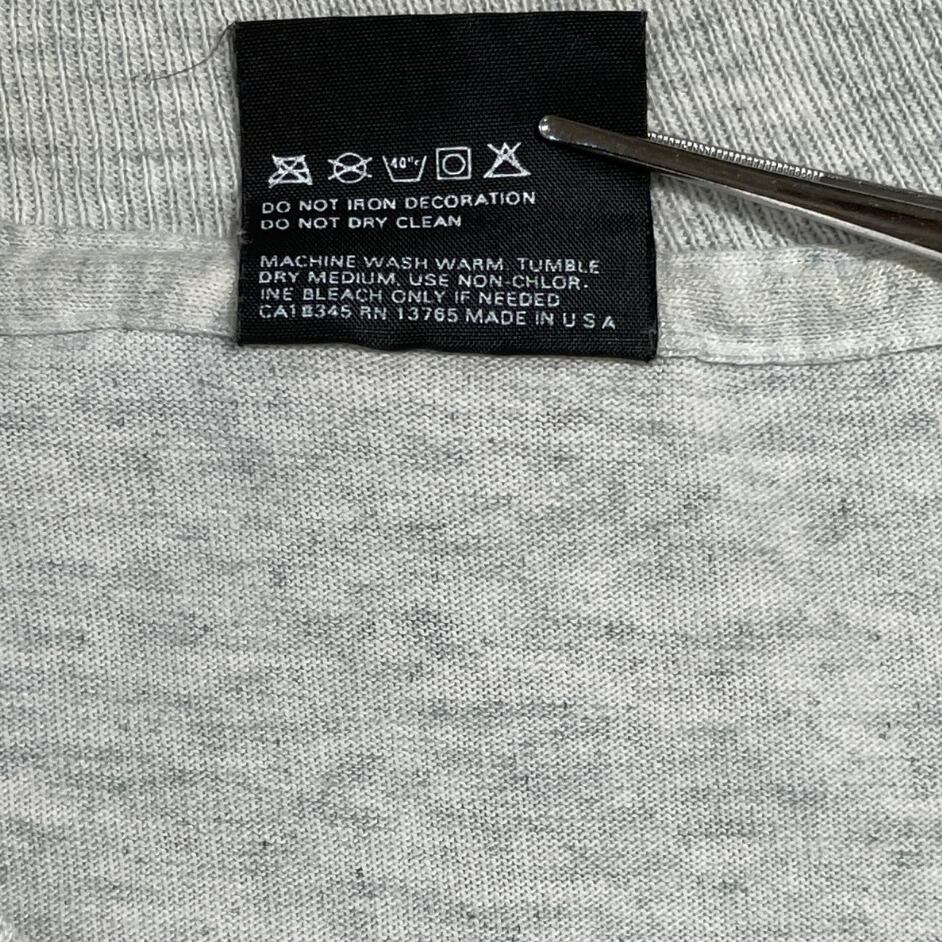 40°c
DO NOT IRON DECORATION
DO NOT DRY CLEAN
MACHINE WASH WARM, TUMBLE
DRY MEDIUM, USE NON-CHLOR-
INE BLEACH ONLY IF NEEDED
RN 13765 MADE IN U S A